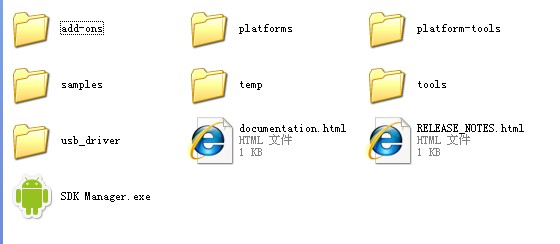 add-ons
platforms
platform-tools
samples
temp
tools
usb_driver
documentation.html
HTML 文件
1 KB
RELEASE_NOTES.html
HTML 文件
1 KB
SDK Manager.exe